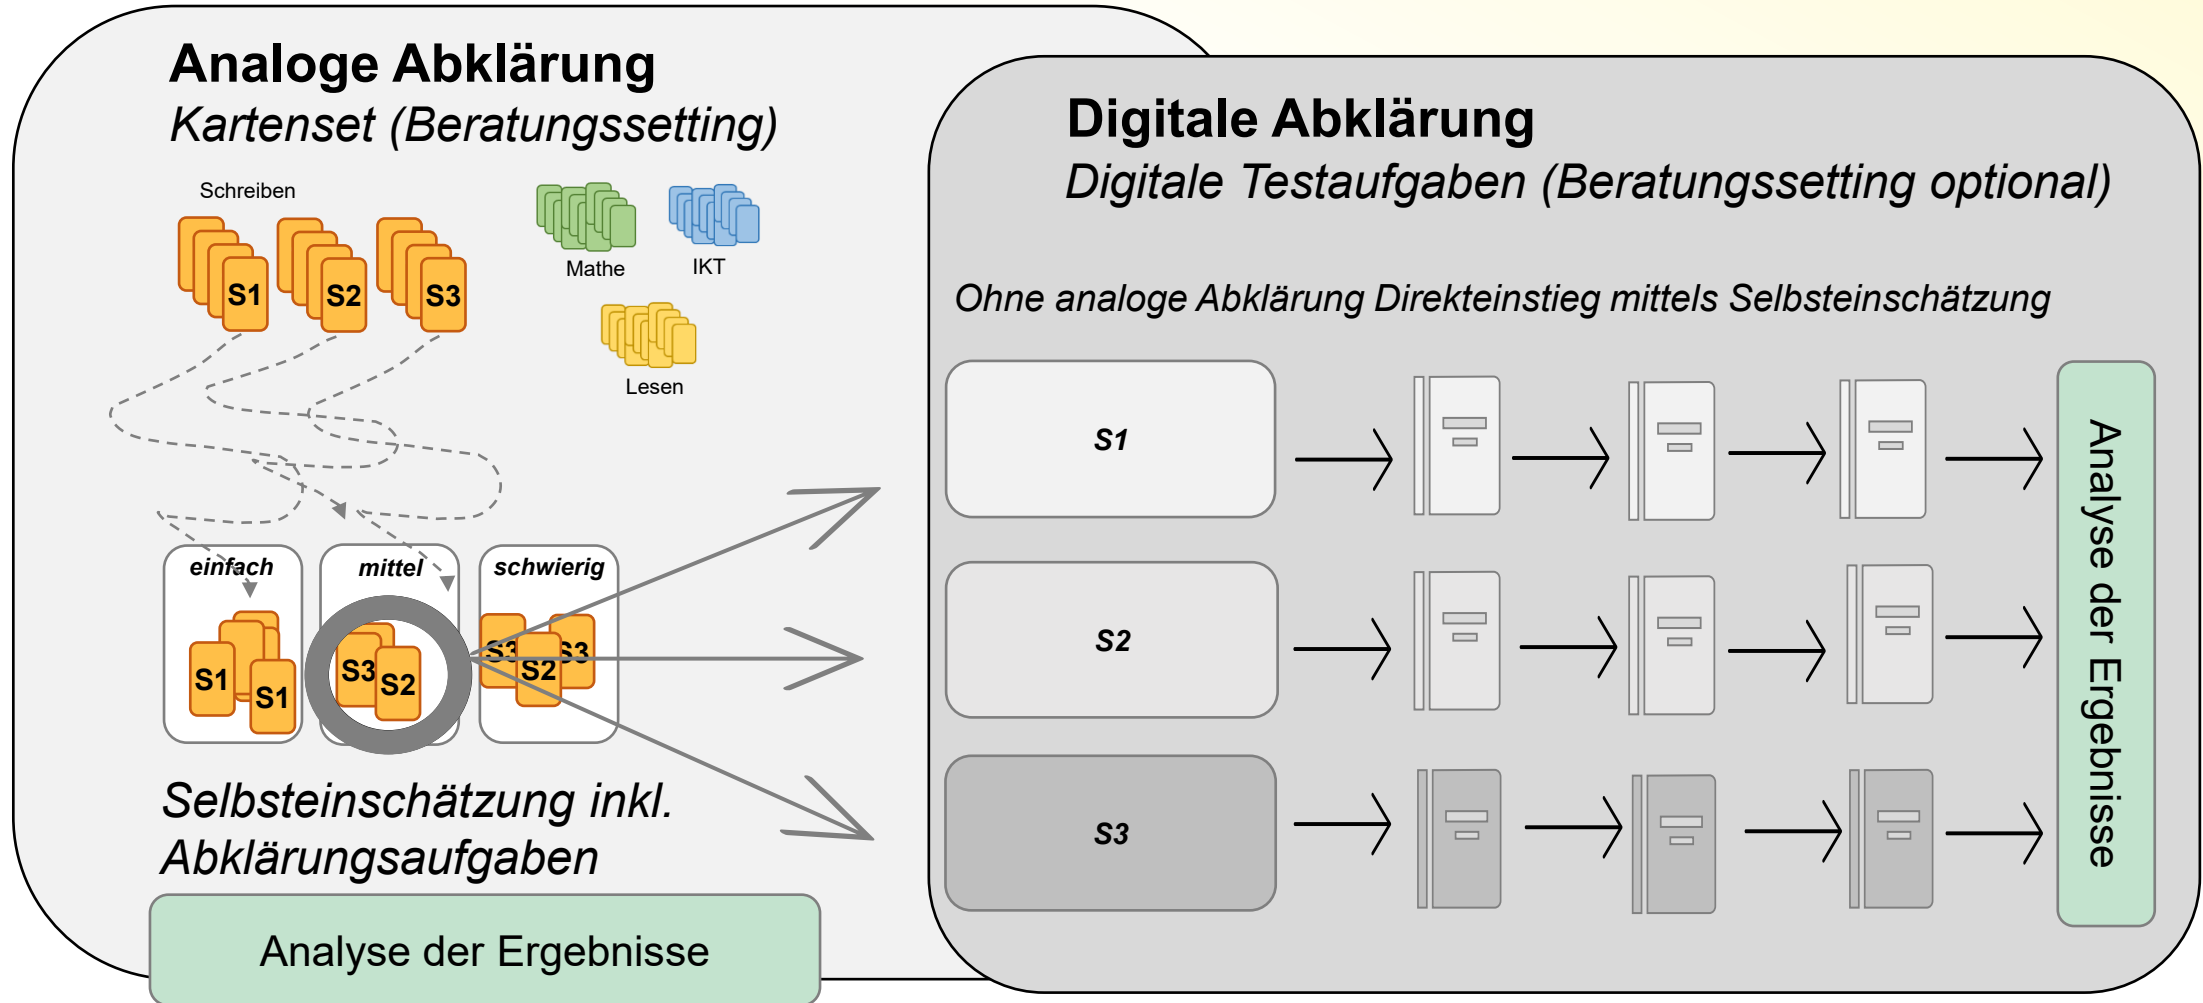 Analoge Abklärung
Kartenset (Beratungssetting)
Schreiben
S1
S2
S3
Mathe
IKT
Lesen
einfach
mittel
schwierig
S1
S1
S3
S2
S3
S2
S3
Selbsteinschätzung inkl.
Abklärungsaufgaben
Analyse der Ergebnisse
Digitale Abklärung
Digitale Testaufgaben (Beratungssetting optional)
Ohne analoge Abklärung Direkteinstieg mittels Selbsteinschätzung
S1
S2
S3
Analyse der Ergebnisse